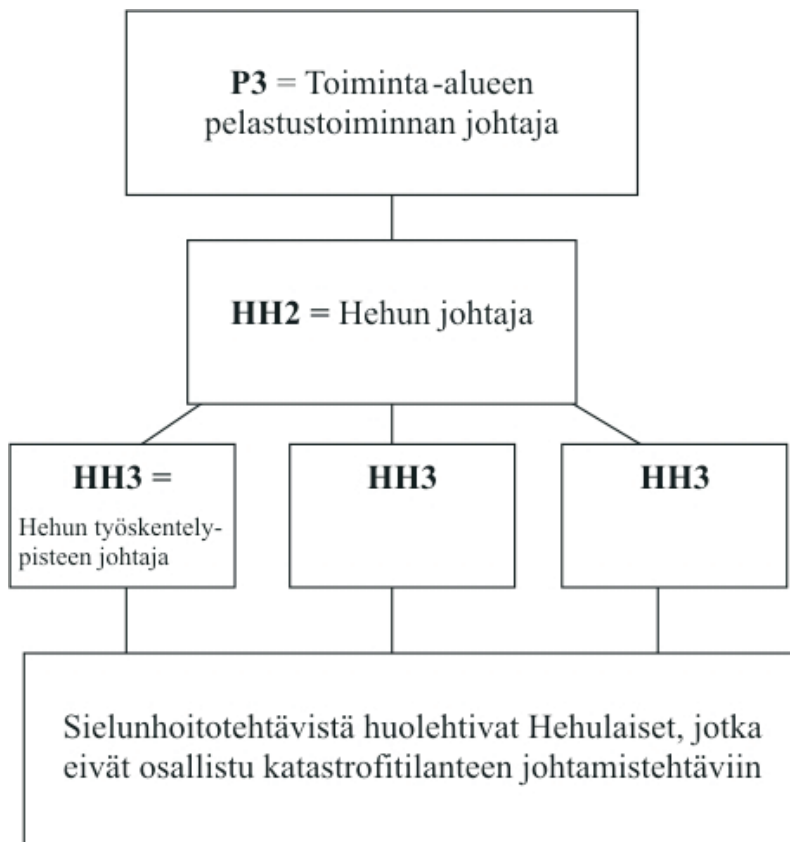 P3 = Toiminta-alueen
pelastustoiminnan johtaja
HH2 = Hehun johtaja
HH3 =
Hehun työskentely-
pisteen johtaja
HH3
HH3
Sielunhoitotehtävistä huolehtivat Hehulaiset, jotka
eivät osallistu katastrofitilanteen johtamistehtäviin